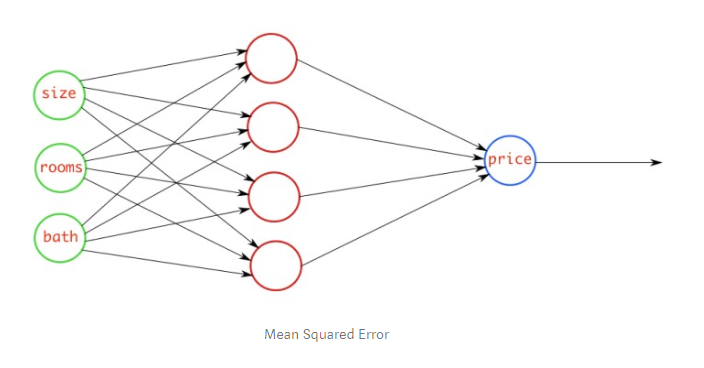 size
rooms
bath
price
Mean Squared Error